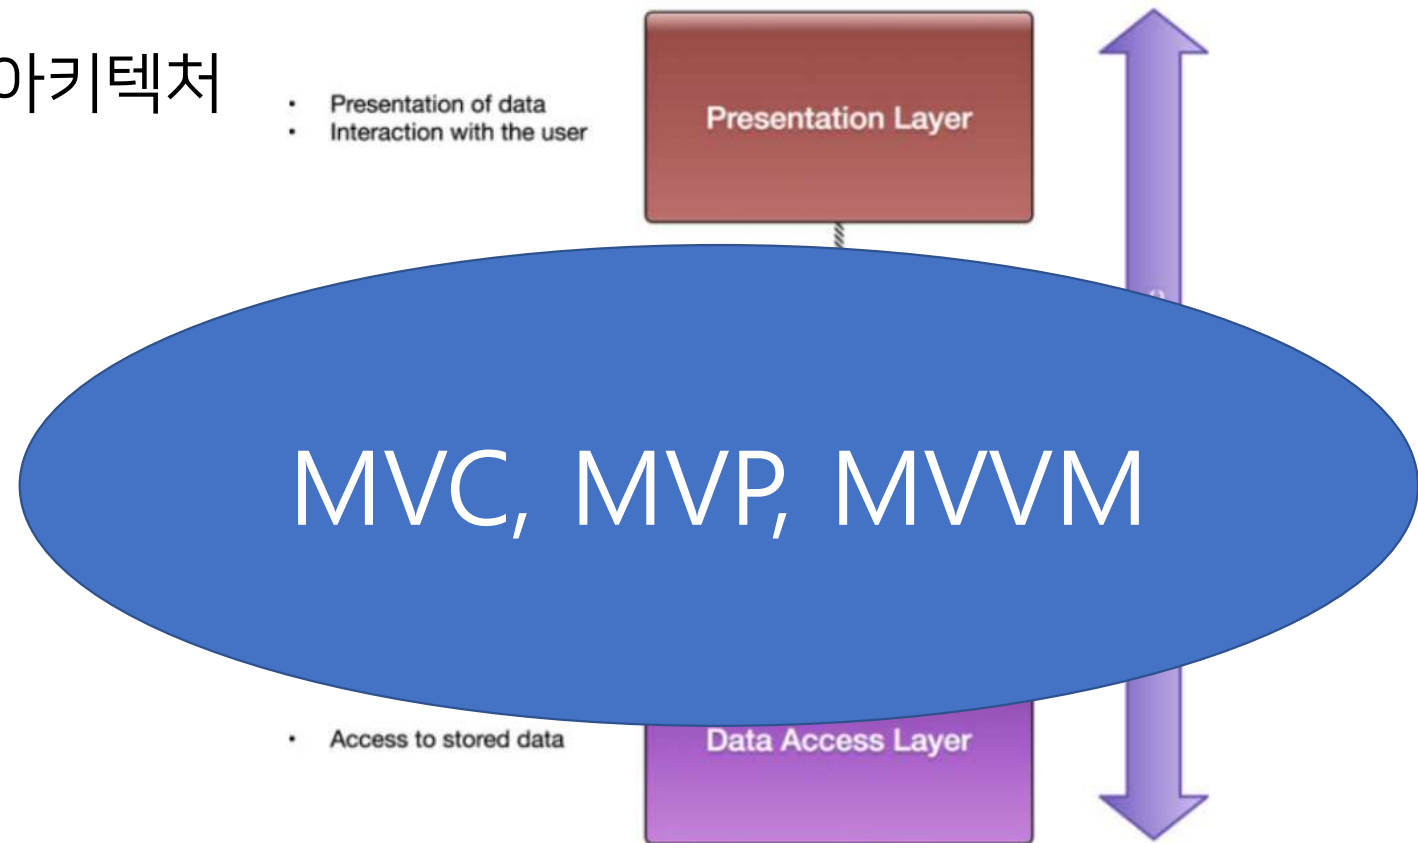 아키텍처
• Presentation of data
• Interaction with the user
Presentation Layer
MVC, MVP, MVVM
• Access to stored data
Data Access Layer